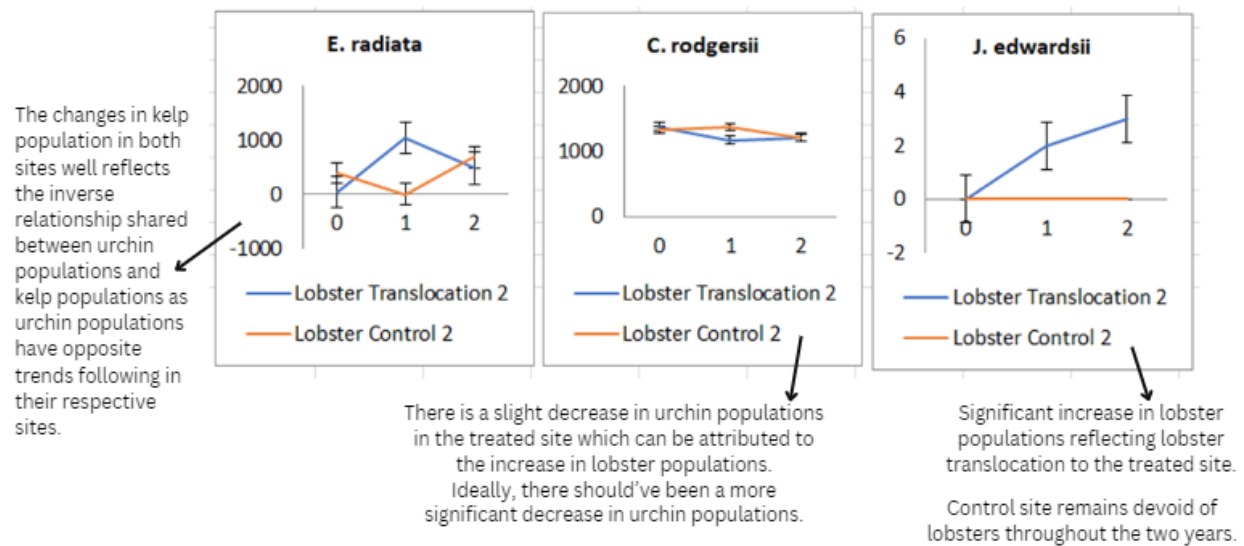 The changes in kelp
population in both
sites well reflects
the inverse
relationship shared
between urchin
populations and
kelp populations as
urchin populations
have opposite
trends following in
their respective
sites.
E. radiata
2000
1000
0
-1000
0 1 2
Lobster Translocation 2
Lobster Control 2
C. rodgersii
2000
1000
0
0 1 2
Lobster Translocation 2
Lobster Control 2
J. edwardsii
6
4
2
0
-2
0 1 2
Lobster Translocation 2
Lobster Control 2
There is a slight decrease in urchin populations
in the treated site which can be attributed to
the increase in lobster populations.
Ideally, there should've been a more
significant decrease in urchin populations.
Significant increase in lobster
populations reflecting lobster
translocation to the treated site.
Control site remains devoid of
lobsters throughout the two years.